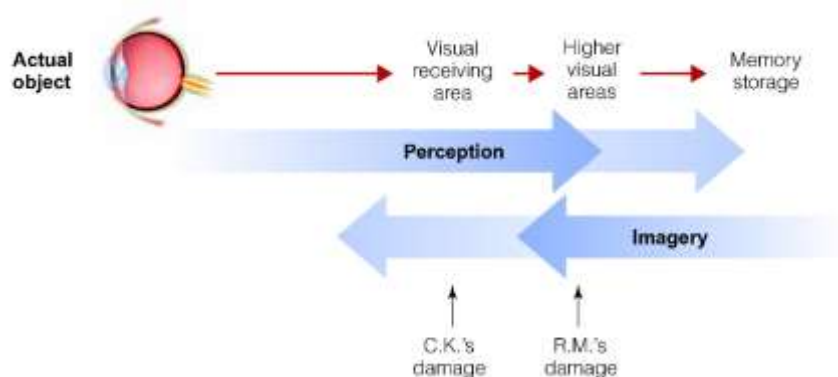 Actual
object
Visual
receiving
area
Higher
visual
areas
Memory
storage
Perception
Imagery
C.K.'s
damage
R.M.'s
damage